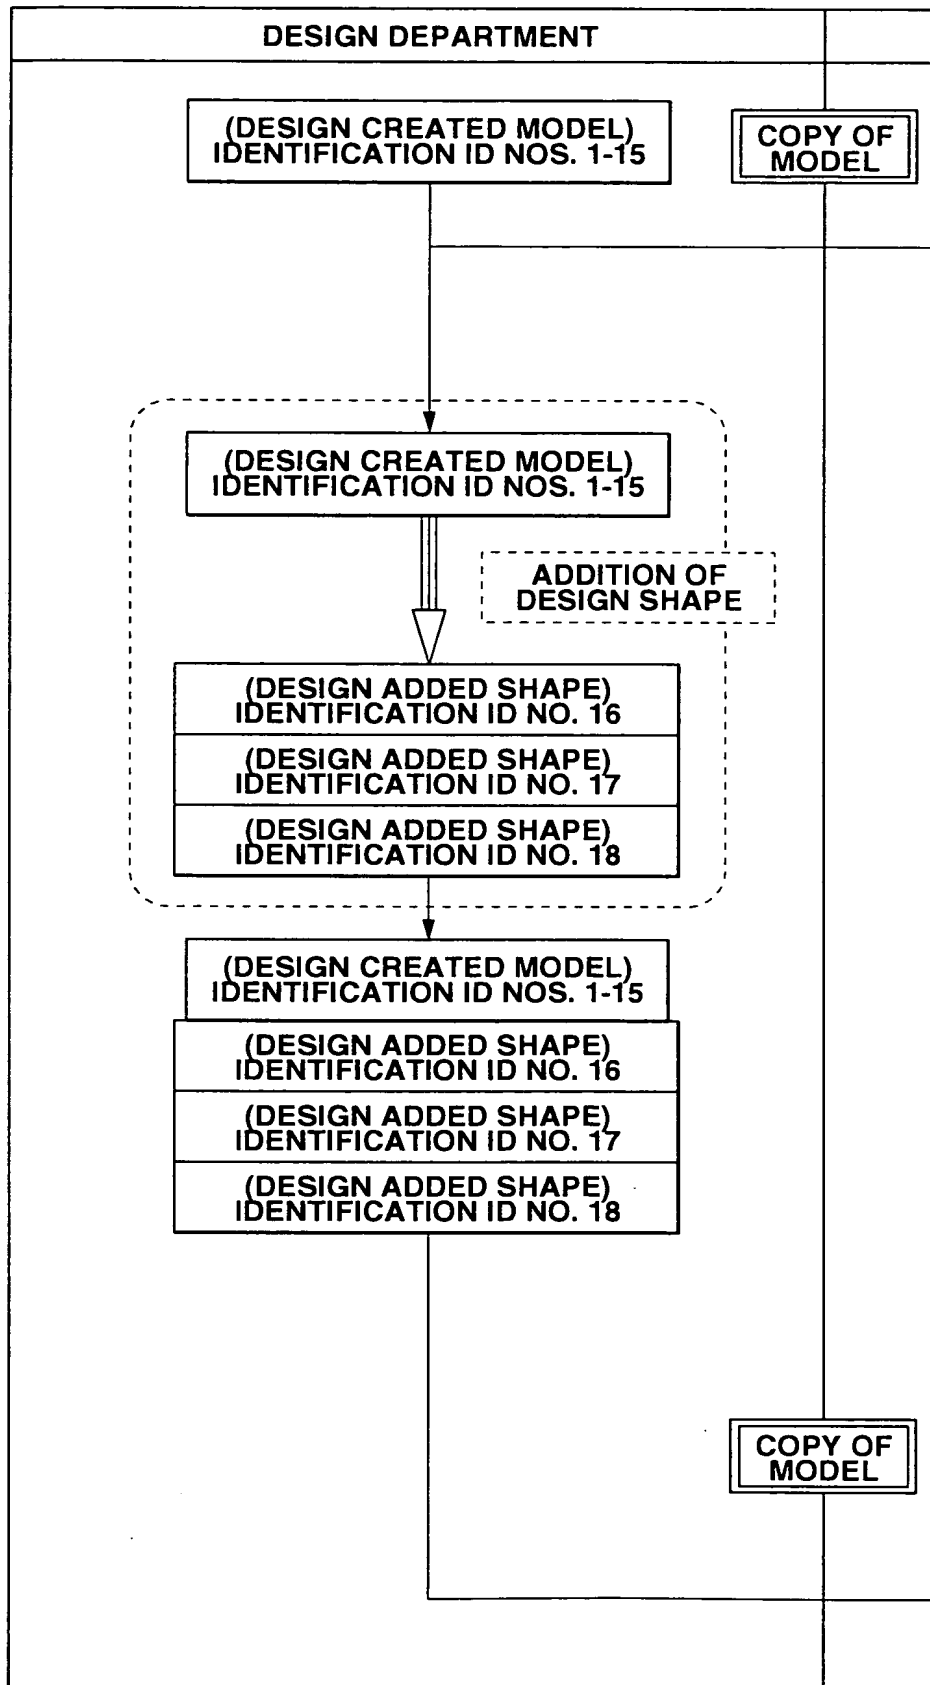 DESIGN DEPARTMENT
(DESIGN CREATED MODEL)
IDENTIFICATION ID NOS. 1-15
COPY OF
MODEL
(DESIGN CREATED MODEL)
IDENTIFICATION ID NOS. 1-15
ADDITION OF
DESIGN SHAPE
(DESIGN ADDED SHAPE)
IDENTIFICATION ID NO. 16
(DESIGN ADDED SHAPE)
IDENTIFICATION ID NO. 17
(DESIGN ADDED SHAPE)
IDENTIFICATION ID NO. 18
(DESIGN CREATED MODEL)
IDENTIFICATION ID NOS. 1-15
(DESIGN ADDED SHAPE)
IDENTIFICATION ID NO. 16
(DESIGN ADDED SHAPE)
IDENTIFICATION ID NO. 17
(DESIGN ADDED SHAPE)
IDENTIFICATION ID NO. 18
COPY OF
MODEL